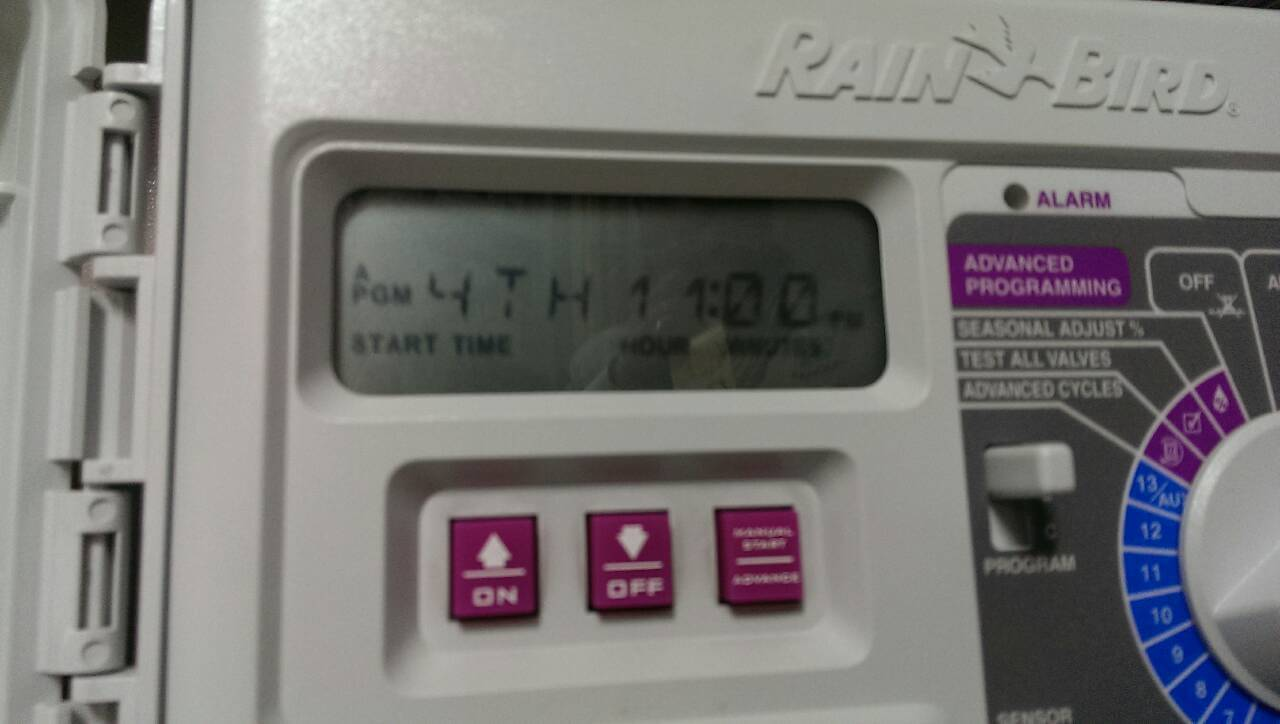 RAIN BIRD®
ALARM
ADVANCED
PROGRAMMING
OFF
SEASONAL ADJUST %
TEST ALL VALVES
ADVANCED CYCLES
A
PGM 4TH 11:00 PM
START TIME HOUR MINUTES
ON
OFF
MANUAL
START
ADVANCE
%
13/AUX
12
11
10
9
8
7
C
PROGRAM
SENSOR